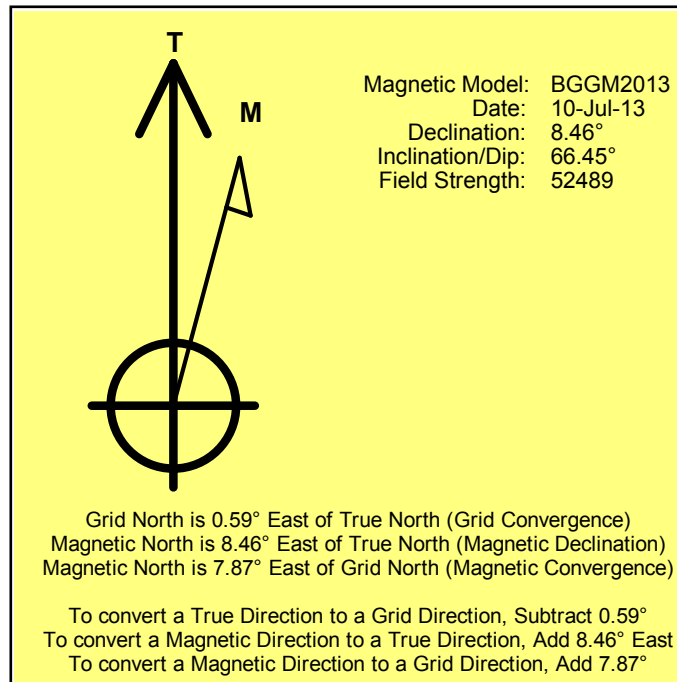 T
M
Magnetic Model: BGGM2013
Date: 10-Jul-13
Declination: 8.46°
Inclination/Dip: 66.45°
Field Strength: 52489
Grid North is 0.59° East of True North (Grid Convergence)
Magnetic North is 8.46° East of True North (Magnetic Declination)
Magnetic North is 7.87° East of Grid North (Magnetic Convergence)
To convert a True Direction to a Grid Direction, Subtract 0.59°
To convert a Magnetic Direction to a True Direction, Add 8.46° East
To convert a Magnetic Direction to a Grid Direction, Add 7.87°